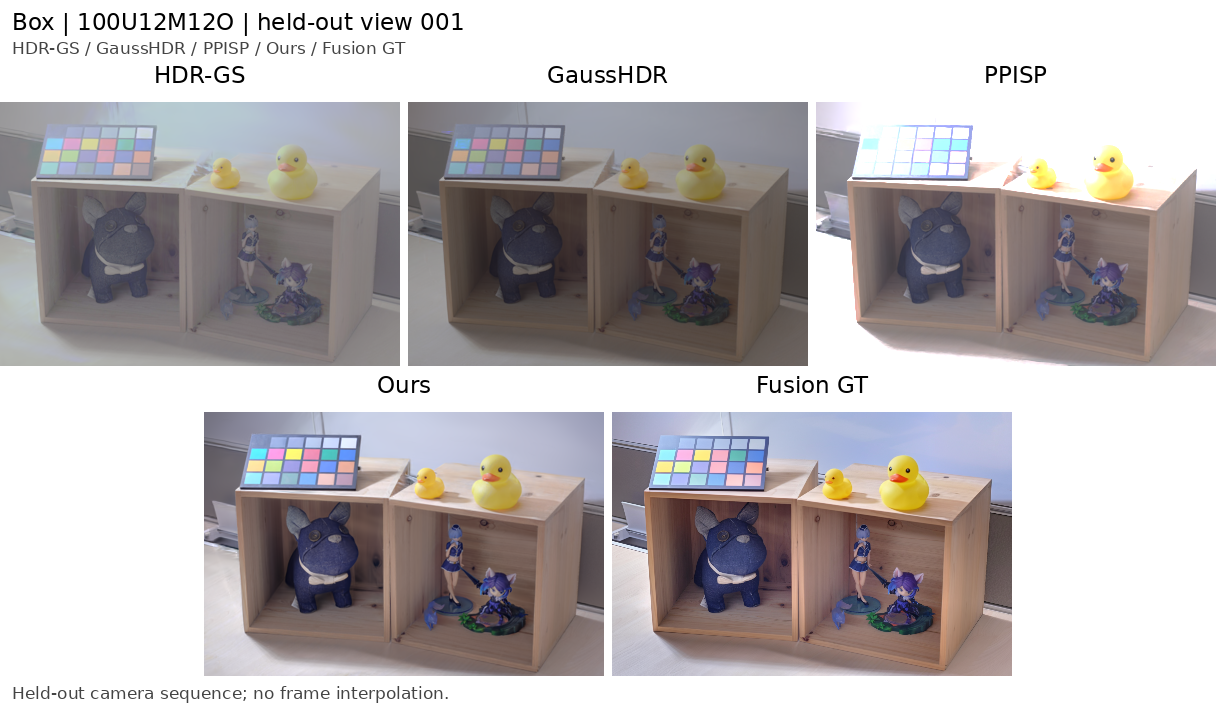 Box | 100U12M12O | held-out view 001
HDR-GS / GaussHDR / PPISP / Ours / Fusion GT
HDR-GS
GaussHDR
PPISP
Ours
Fusion GT
Held-out camera sequence; no frame interpolation.